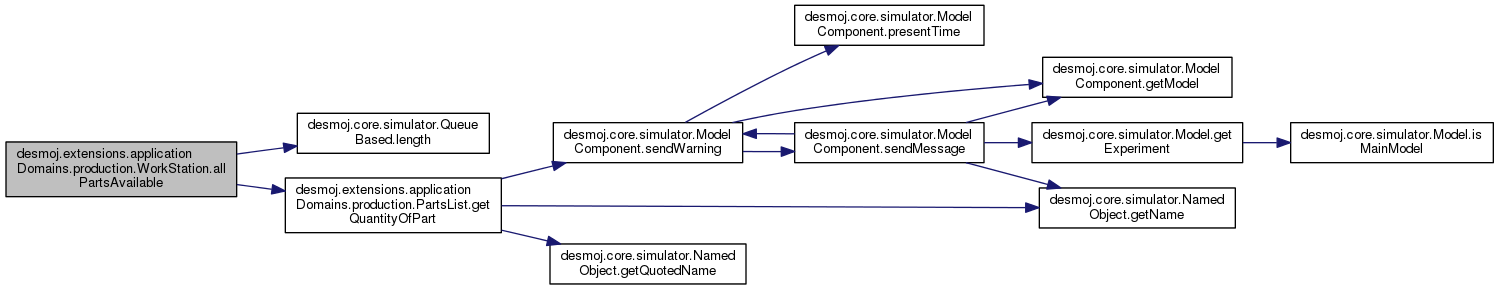 desmoj.extensions.application
Domains.production.WorkStation.all
PartsAvailable
desmoj.core.simulator.Queue
Based.length
desmoj.extensions.application
Domains.production.PartsList.get
QuantityOfPart
desmoj.core.simulator.Model
Component.sendWarning
desmoj.core.simulator.Named
Object.getQuotedName
desmoj.core.simulator.Model
Component.presentTime
desmoj.core.simulator.Model
Component.sendMessage
desmoj.core.simulator.Model
Component.getModel
desmoj.core.simulator.Model.get
Experiment
desmoj.core.simulator.Named
Object.getName
desmoj.core.simulator.Model.is
MainModel